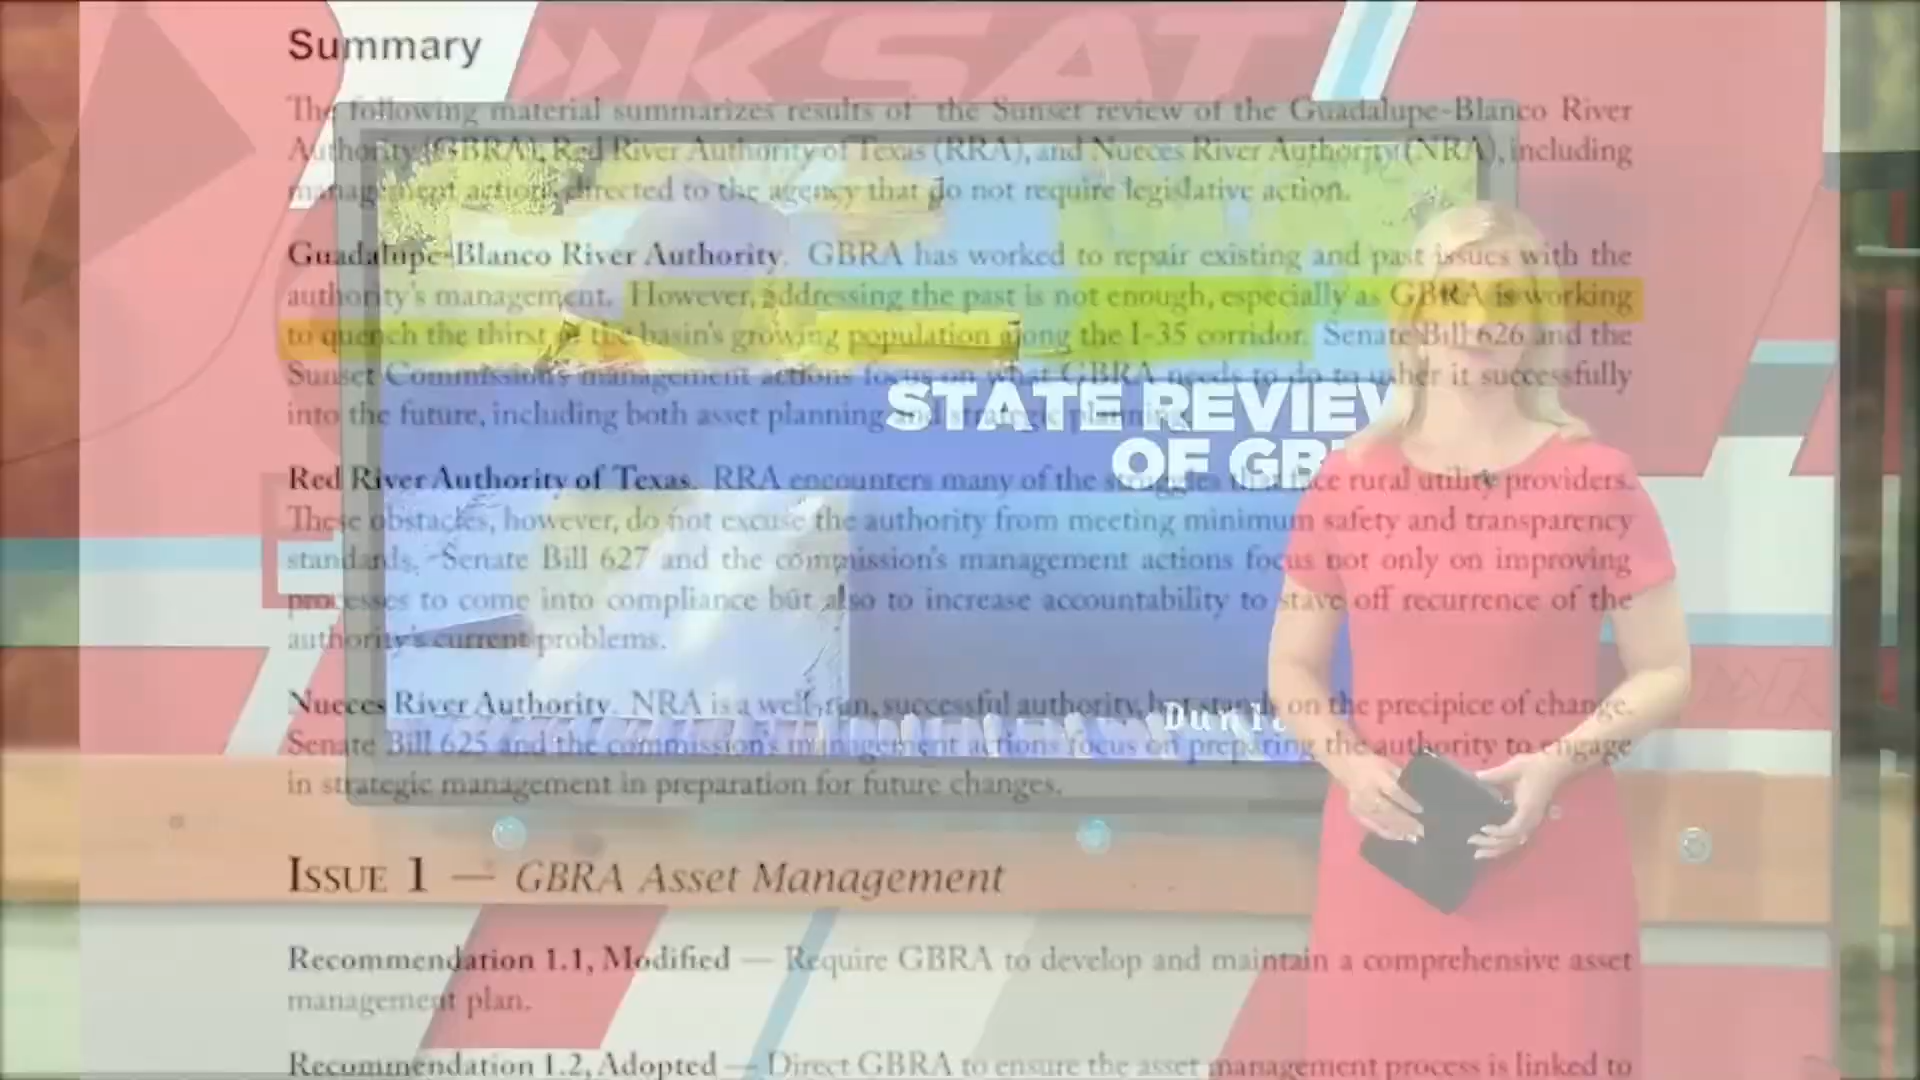 »KSAT
Summary
The following material summarizes results of the Sunset review of the Guadalupe-Blanco River
Authority (GBRA), Red River Authority of Texas (RRA), and Nueces River Authority (NRA), including
management actions directed to the agency that do not require legislative action.
Guadalupe-Blanco River Authority. GBRA has worked to repair existing and past issues with the
authority's management. However, addressing the past is not enough, especially as GBRA is working
to quench the thirst of the basin's growing population along the I-35 corridor. Senate Bill 626 and the
Sunset Commission's management actions focus on what GBRA needs to do to usher it successfully
into the future, including both asset planning and strategic planning.
STATE REVIEW
OF GB
Red River Authority of Texas. RRA encounters many of the struggles that face rural utility providers.
These obstacles, however, do not excuse the authority from meeting minimum safety and transparency
standards. Senate Bill 627 and the commission's management actions focus not only on improving
processes to come into compliance but also to increase accountability to stave off recurrence of the
authority's current problems.
Nueces River Authority. NRA is a well-run, successful authority, but stands on the precipice of change.
Senate Bill 625 and the commission's management actions focus on preparing the authority to engage
in strategic management in preparation for future changes.
Dunl
ISSUE 1 — GBRA Asset Management
Recommendation 1.1, Modified — Require GBRA to develop and maintain a comprehensive asset
management plan.
Recommendation 1.2, Adopted — Direct GBRA to ensure the asset management process is linked to